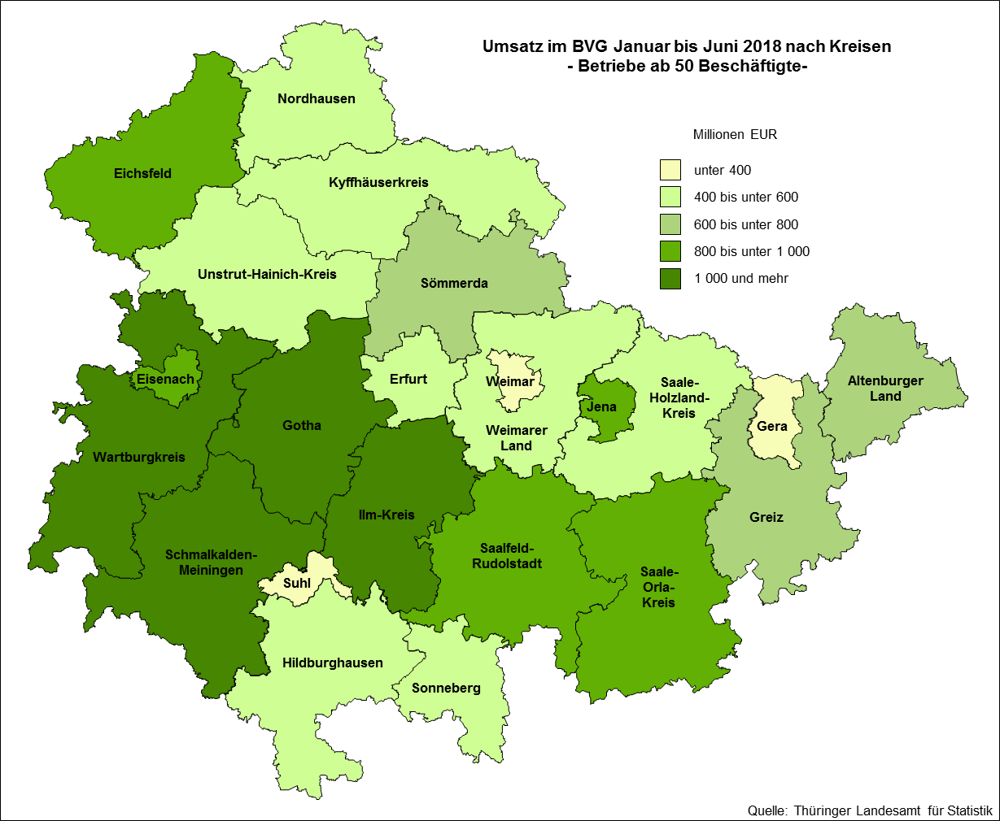 Umsatz im BVG Januar bis Juni 2018 nach Kreisen
- Betriebe ab 50 Beschäftigte-
Millionen EUR
unter 400
400 bis unter 600
600 bis unter 800
800 bis unter 1 000
1 000 und mehr
Nordhausen
Eichsfeld
Kyffhäuserkreis
Unstrut-Hainich-Kreis
Sömmerda
Eisenach
Erfurt
Weimar
Weimarer
Land
Jena
Saale-
Holzland-
Kreis
Altenburger
Land
Gera
Gotha
Wartburgkreis
Ilm-Kreis
Greiz
Schmalkalden-
Meiningen
Saalfeld-
Rudolstadt
Suhl
Saale-
Orla-
Kreis
Hildburghausen
Sonneberg
Quelle: Thüringer Landesamt für Statistik